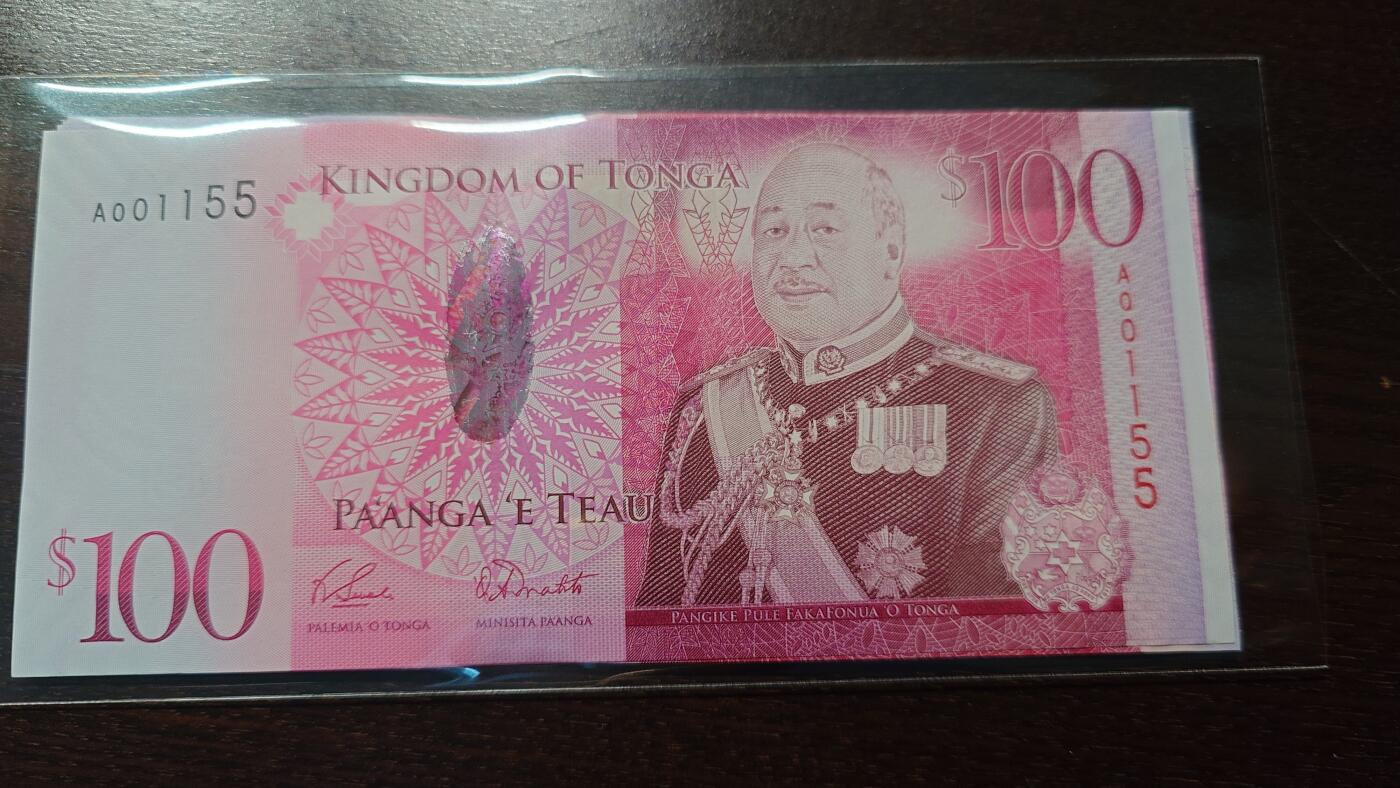 KINGDOM OF TONGA
A001155
$100
A001155
PA'ANGA 'E TEAU
$100
PALEMIA 'O TONGA
MINISITA PA'ANGA
PANGIKE PULE FAKAFONUA 'O TONGA